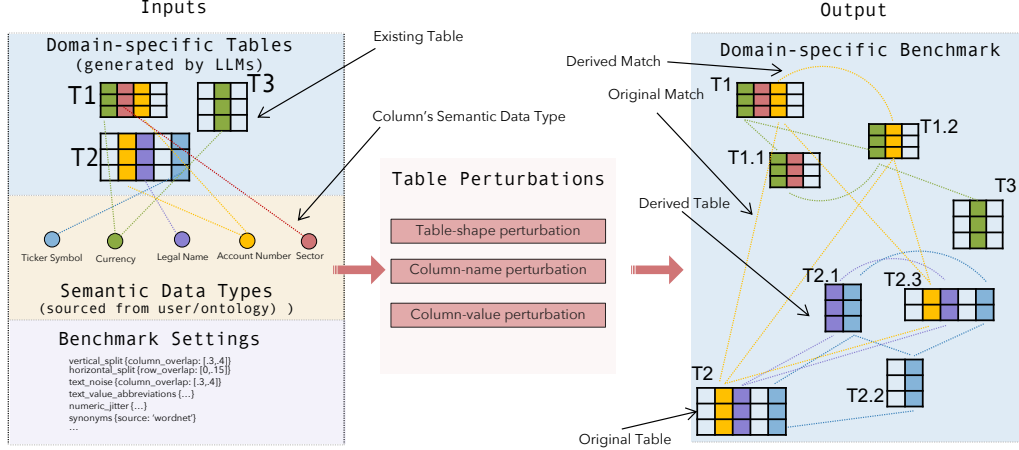 Inputs
Domain-specific Tables
(generated by LLMs)
T1
T3
T2
Existing Table
Column's Semantic Data Type
Ticker Symbol
Currency
Legal Name
Account Number
Sector
Semantic Data Types
(sourced from user/ontology) )
Benchmark Settings
vertical_split {column_overlap: [.3,.4]}
horizontal_split {row_overlap: [0,.15]}
text_noise {column_overlap: [.3,.4]}
text_value_abbreviations {...}
numeric_jitter {...}
synonyms {source: 'wordnet'}
...
Table Perturbations
Table-shape perturbation
Column-name perturbation
Column-value perturbation
Output
Domain-specific Benchmark
Derived Match
Original Match
Derived Table
Original Table
T1
T1.2
T1.1
T3
T2.1
T2.3
T2
T2.2